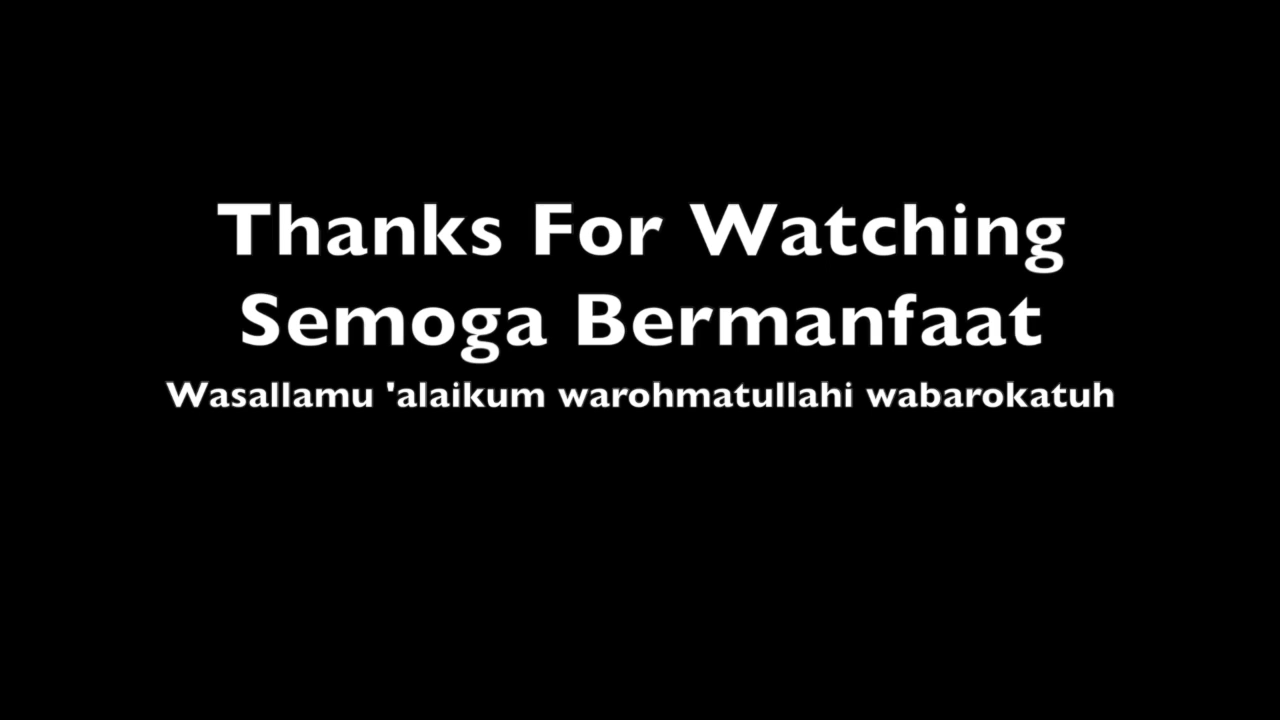 Thanks For Watching
Semoga Bermanfaat
Wasallamu 'alaikum warohmatullahi wabarokatuh